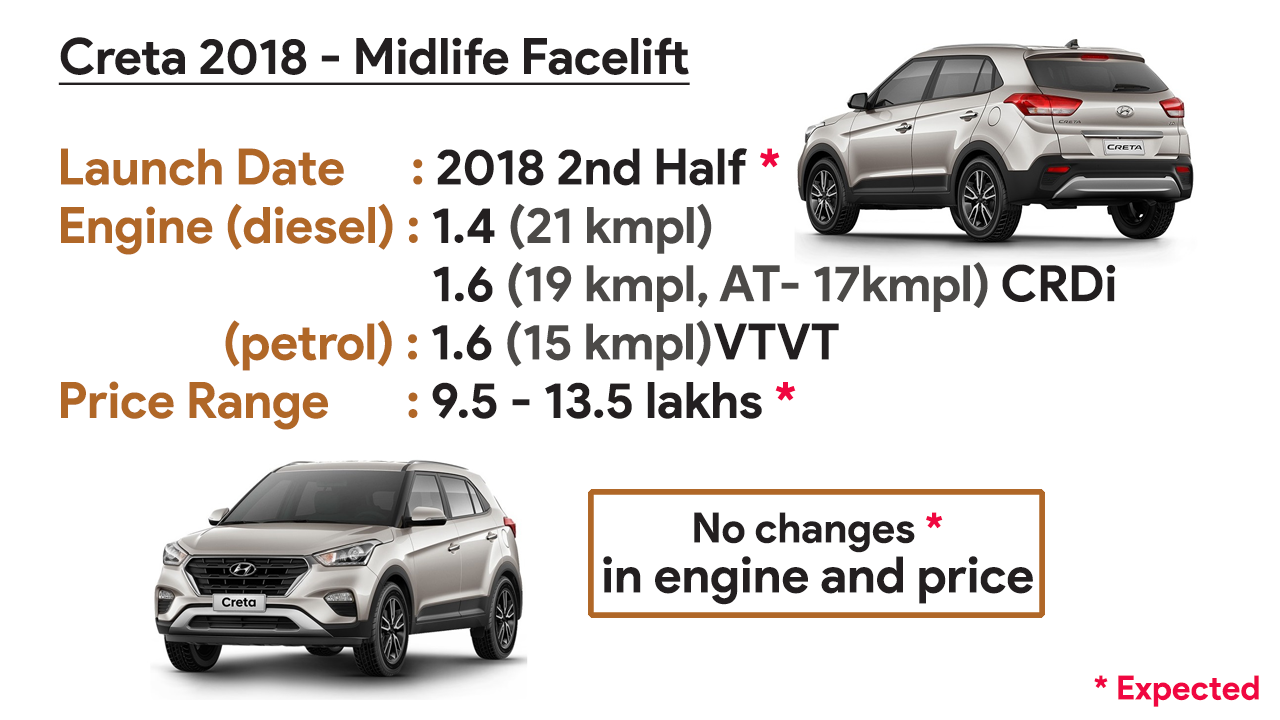 Creta 2018 - Midlife Facelift
Launch Date : 2018 2nd Half *
Engine (diesel) : 1.4 (21 kmpl)
1.6 (19 kmpl, AT- 17kmpl) CRDi
(petrol) : 1.6 (15 kmpl)VTVT
Price Range : 9.5 - 13.5 lakhs *
CRETA
CRETA
Creta
No changes *
in engine and price
* Expected